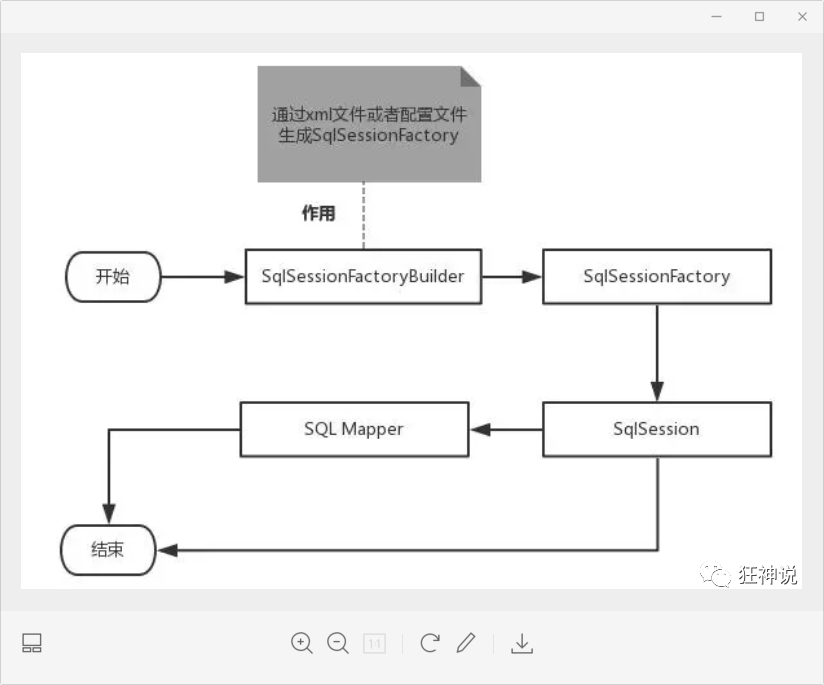 通过xml文件或者配置文件
生成SqlSessionFactory
作用
开始
SqlSessionFactoryBuilder
SqlSessionFactory
SQL Mapper
SqlSession
结束
狂神说
1:1